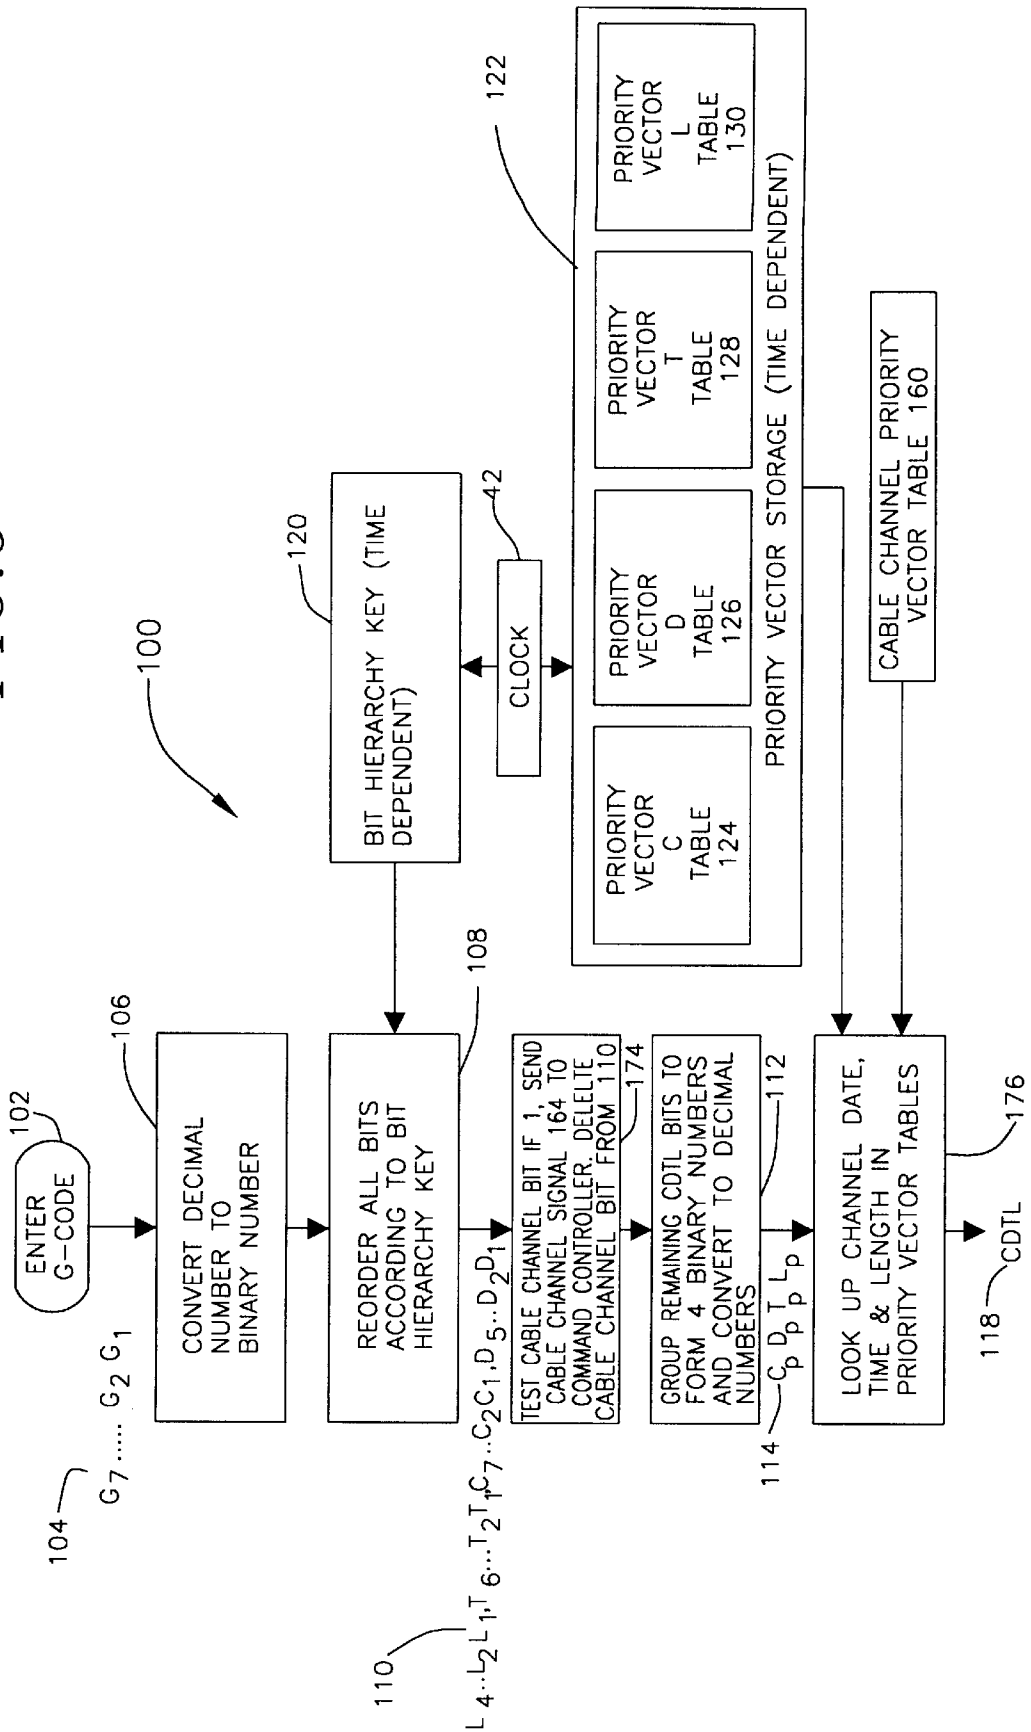 100
102
ENTER
G-CODE
104
G7..... G2 G1
106
CONVERT DECIMAL
NUMBER TO
BINARY NUMBER
108
REORDER ALL BITS
ACCORDING TO BIT
HIERARCHY KEY
120
BIT HIERARCHY KEY (TIME
DEPENDENT)
42
CLOCK
110
L4..L2L1,T6...T2T1,C7..C2C1,D5..D2D1
TEST CABLE CHANNEL BIT IF 1, SEND
CABLE CHANNEL SIGNAL 164 TO
COMMAND CONTROLLER. DELETE
CABLE CHANNEL BIT FROM 110
174
122
PRIORITY
VECTOR
C
TABLE
124
PRIORITY
VECTOR
D
TABLE
126
PRIORITY
VECTOR
T
TABLE
128
PRIORITY
VECTOR
L
TABLE
130
PRIORITY VECTOR STORAGE (TIME DEPENDENT)
GROUP REMAINING CDTL BITS TO
FORM 4 BINARY NUMBERS
AND CONVERT TO DECIMAL
NUMBERS
112
114
Cp Dp Tp Lp
CABLE CHANNEL PRIORITY
VECTOR TABLE 160
LOOK UP CHANNEL DATE,
TIME & LENGTH IN
PRIORITY VECTOR TABLES
176
118
CDTL